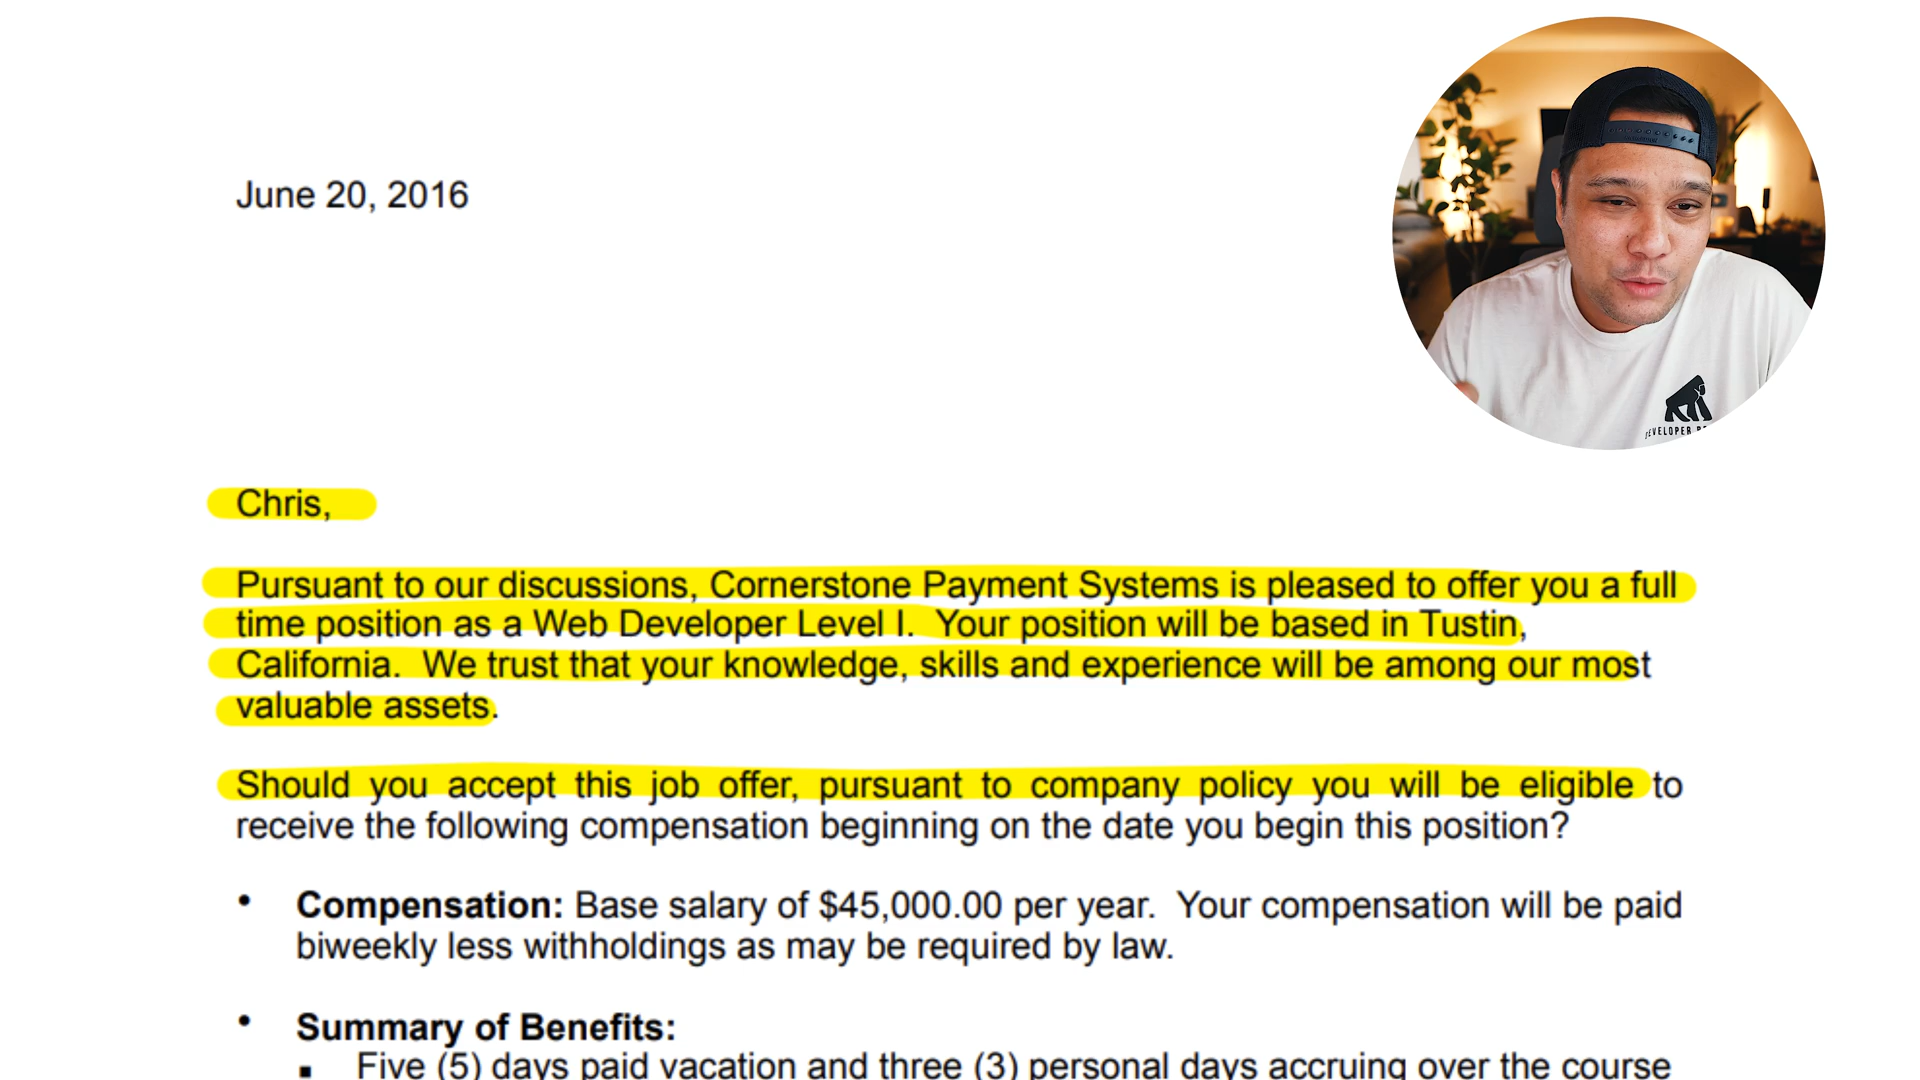 June 20, 2016
Chris,
Pursuant to our discussions, Cornerstone Payment Systems is pleased to offer you a full
time position as a Web Developer Level I.  Your position will be based in Tustin,
California.  We trust that your knowledge, skills and experience will be among our most
valuable assets.
Should you accept this job offer, pursuant to company policy you will be eligible to
receive the following compensation beginning on the date you begin this position?
• Compensation: Base salary of $45,000.00 per year.  Your compensation will be paid
biweekly less withholdings as may be required by law.
• Summary of Benefits:
▪ Five (5) days paid vacation and three (3) personal days accruing over the course